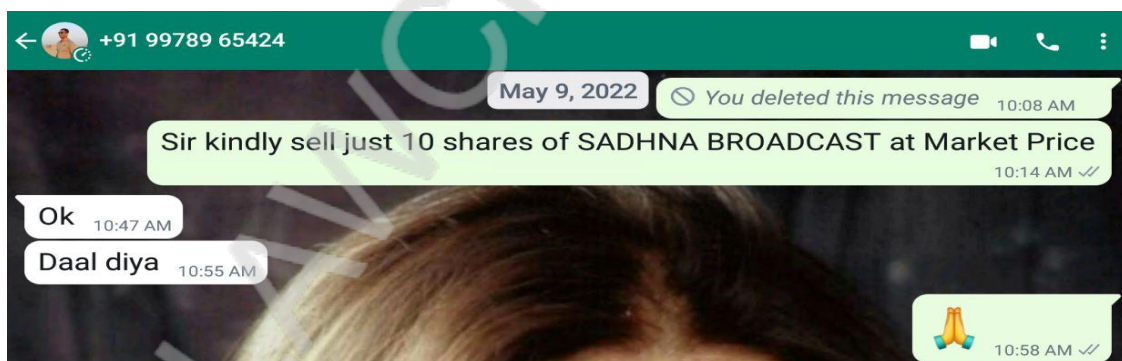 +91 99789 65424
May 9, 2022
You deleted this message 10:08 AM
Sir kindly sell just 10 shares of SADHNA BROADCAST at Market Price
10:14 AM
Ok 10:47 AM
Daal diya 10:55 AM
🙏 10:58 AM